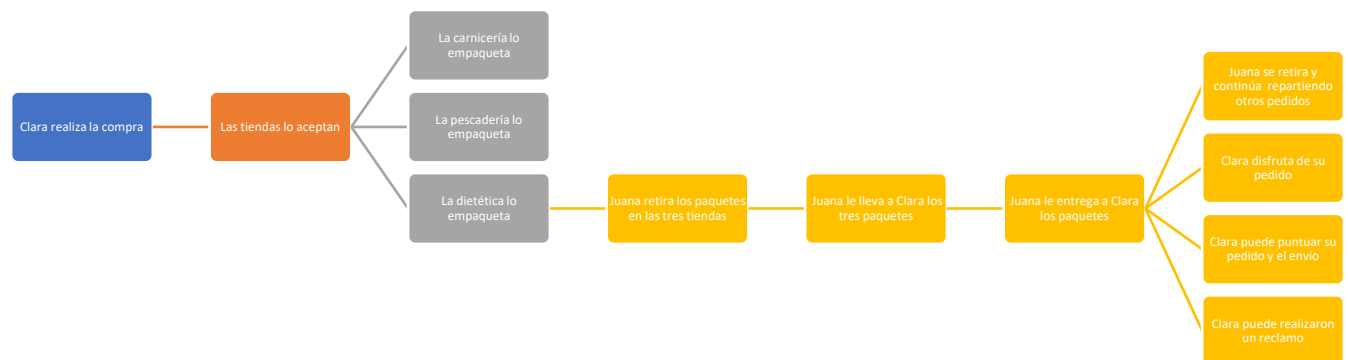 Clara realiza la compra
Las tiendas lo aceptan
La carnicería lo
empaqueta
La pescadería lo
empaqueta
La dietética lo
empaqueta
Juana retira los paquetes
en las tres tiendas
Juana le lleva a Clara los
tres paquetes
Juana le entrega a Clara
los paquetes
Juana se retira y
continúa repartiendo
otros pedidos
Clara disfruta de su
pedido
Clara puede puntuar su
pedido y el envío
Clara puede realizaron
un reclamo